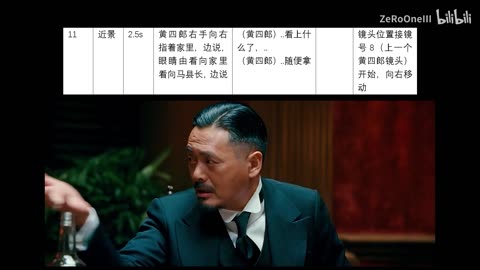 ZeRoOneIII bilibili
11 近景 2.5s 黄四郎右手向右 (黄四郎)..看上什 镜头位置接镜
指着家里，边说， 么了，.. 号 8（上一个
眼睛由看向家里 (黄四郎)..随便拿 黄四郎镜头）
看向马县长，边说 开始，向右移
动